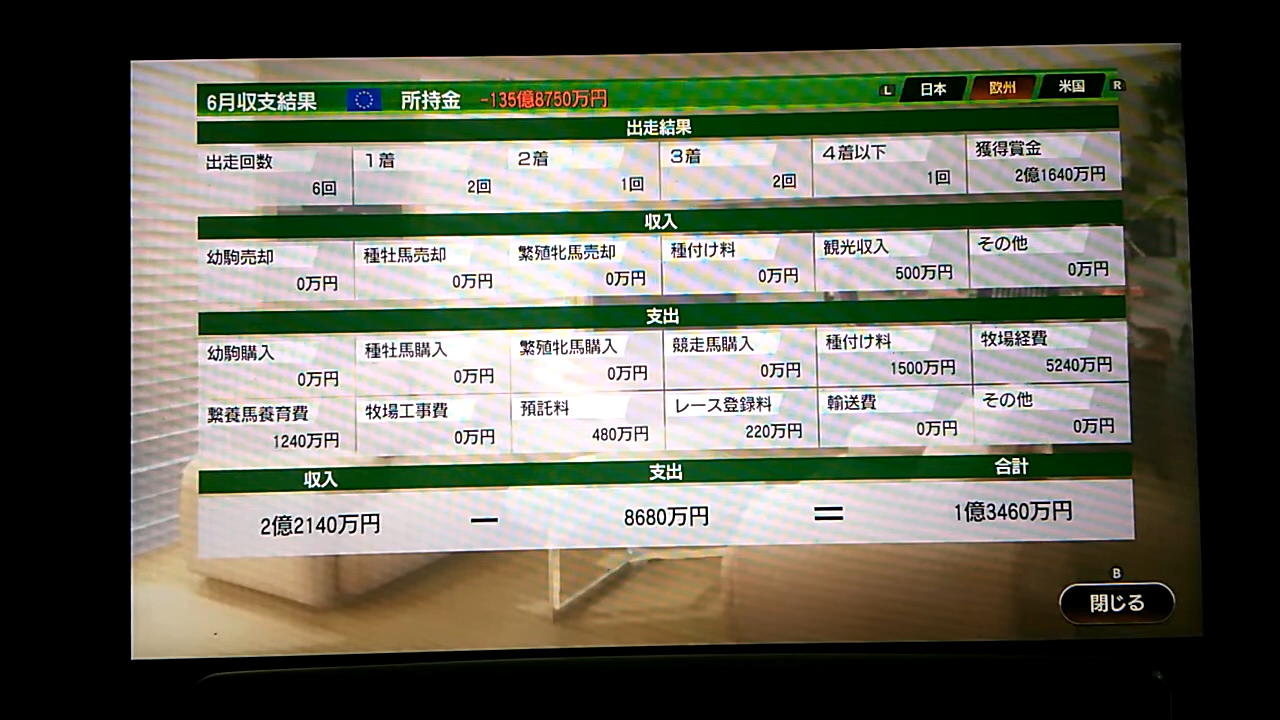 6月収支結果 所持金 -135億8750万円 L 日本 欧州 米国 R
出走結果
出走回数 1着 2着 3着 4着以下 獲得賞金
6回 2回 1回 2回 1回 2億1640万円
収入
幼駒売却 種牡馬売却 繁殖牝馬売却 種付け料 観光収入 その他
0万円 0万円 0万円 0万円 500万円 0万円
支出
幼駒購入 種牡馬購入 繁殖牝馬購入 競走馬購入 種付け料 牧場経費
0万円 0万円 0万円 0万円 1500万円 5240万円
繋養馬養育費 牧場工事費 預託料 レース登録料 輸送費 その他
1240万円 0万円 480万円 220万円 0万円 0万円
収入 支出 合計
2億2140万円 － 8680万円 ＝ 1億3460万円
B
閉じる